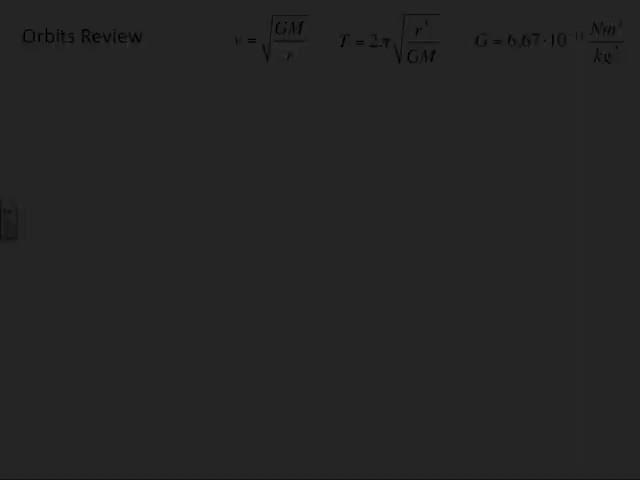 Orbits Review v = √(GM/r) T = 2π√(r³/GM) G = 6,67·10⁻¹¹ Nm²/kg²